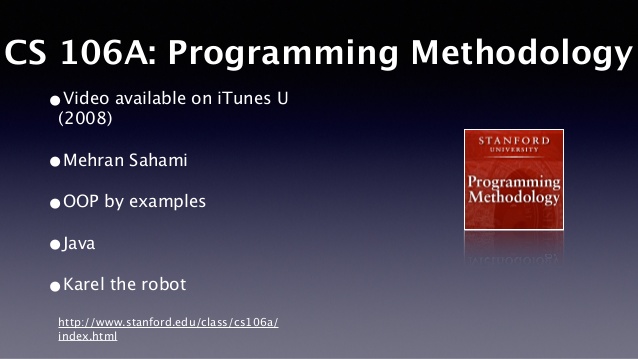 CS 106A: Programming Methodology
•Video available on iTunes U
(2008)
•Mehran Sahami
•OOP by examples
•Java
•Karel the robot
http://www.stanford.edu/class/cs106a/
index.html
STANFORD
UNIVERSITY
Programming
Methodology